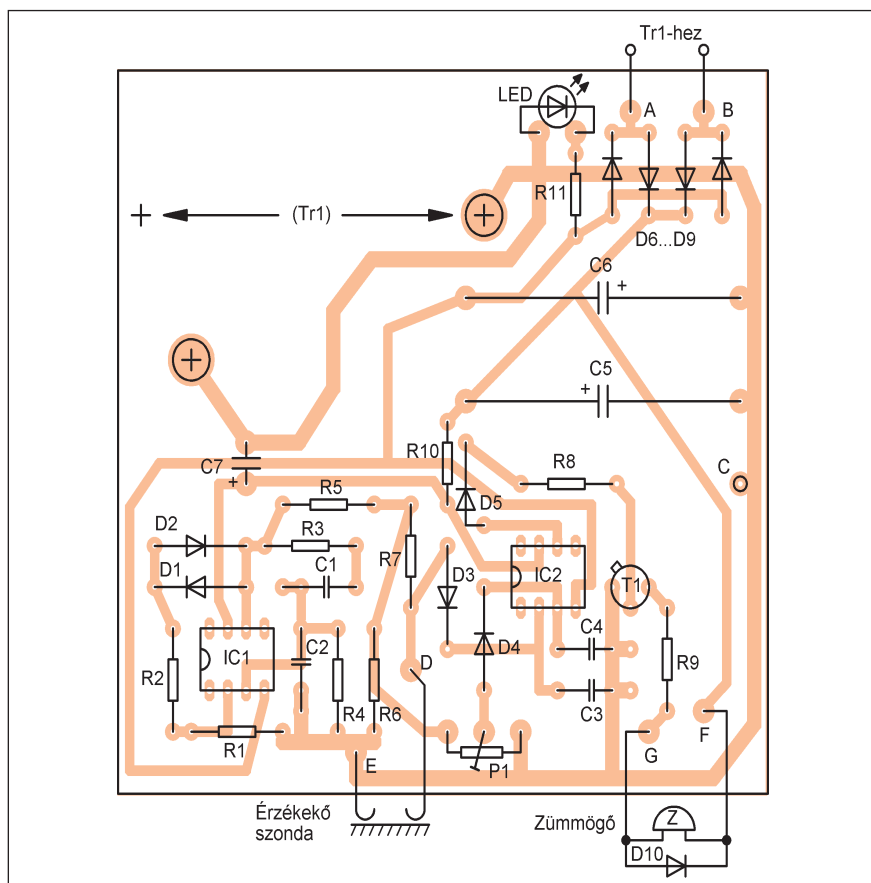 Tr1-hez
LED
A
B
R11
+
(Tr1)
+
D6...D9
C6
+
+
C5
+
C7
+
R10
R8
C
R5
D5
D2
R3
R7
D1
C1
D3
IC2
T1
R2
IC1
C2
R4
R6
D
D4
C4
R9
C3
R1
E
P1
G
F
Érzékekő
szonda
Zümmögő
Z
D10